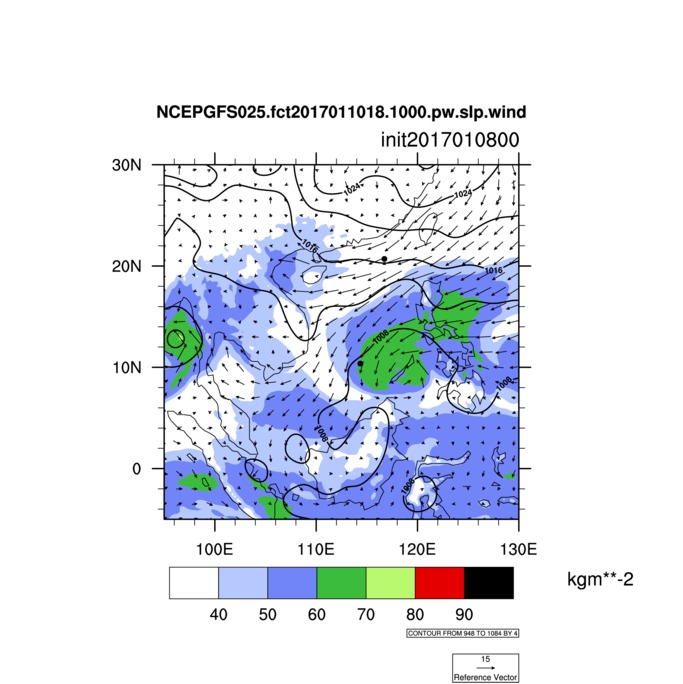 NCEPGFS025.fct2017011018.1000.pw.slp.wind
init2017010800
30N
1024
1024
20N
1016
1016
1008
10N
1008
1008
0
1008
100E 110E 120E 130E
kgm**-2
40 50 60 70 80 90
CONTOUR FROM 948 TO 1084 BY 4
15
Reference Vector